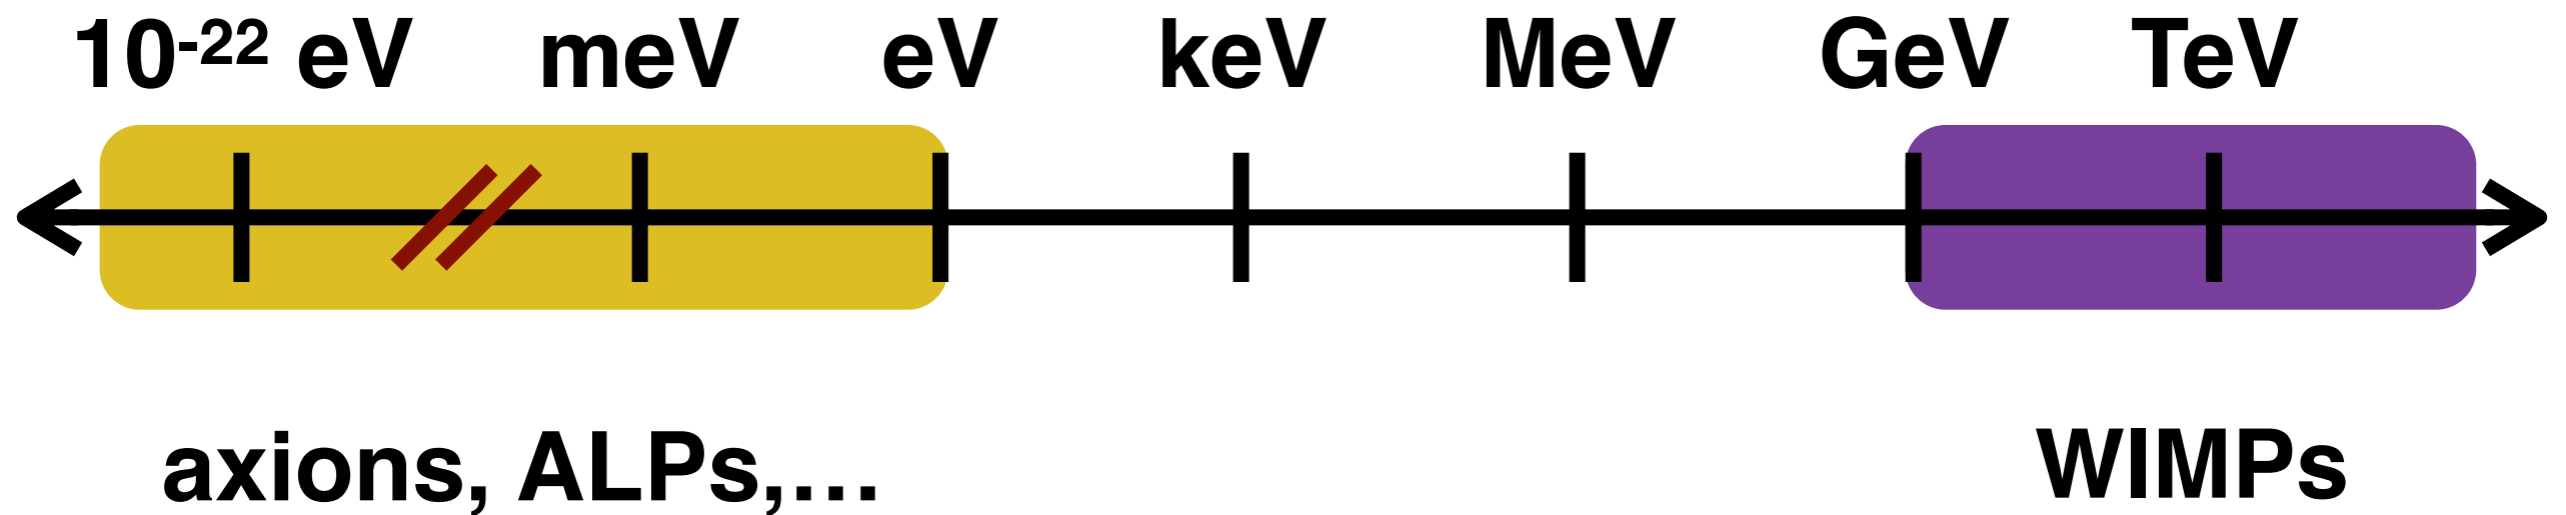 10⁻²² eV meV eV keV MeV GeV TeV
axions, ALPs,… WIMPs